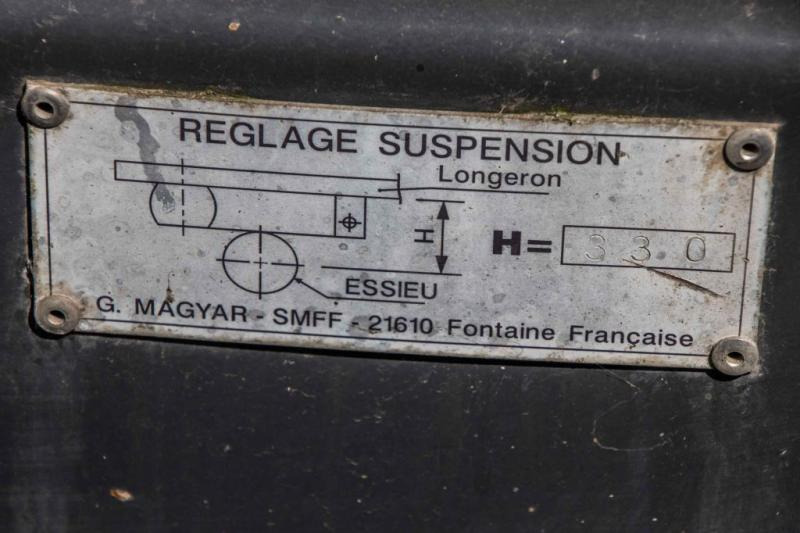 REGLAGE SUSPENSION
Longeron
H
H= 330
ESSIEU
G. MAGYAR - SMFF - 21610 Fontaine Française